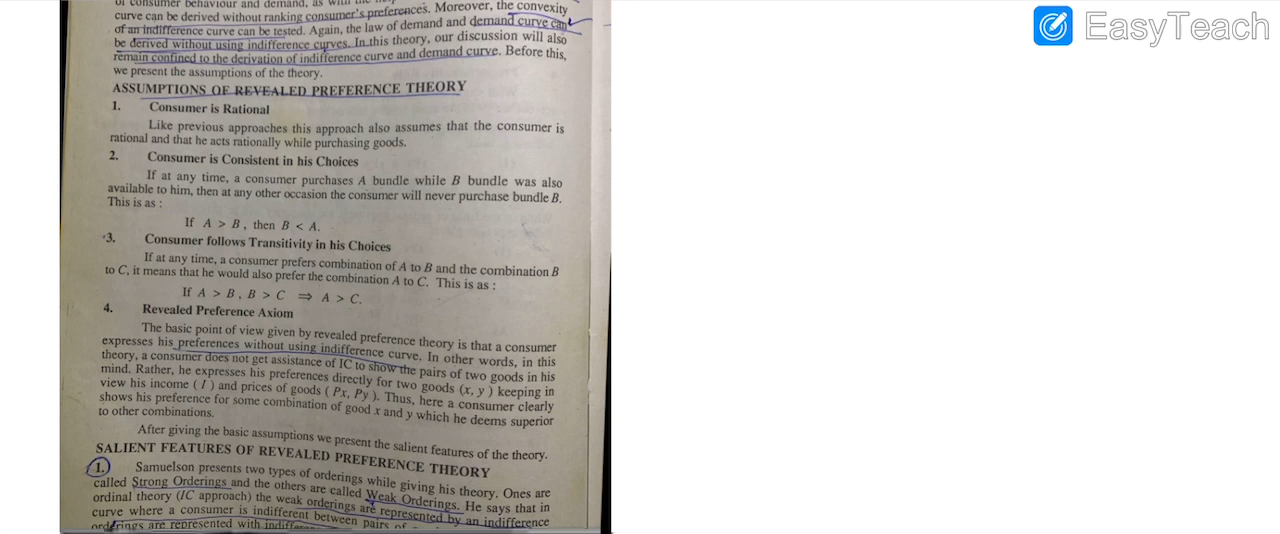 of consumer behaviour and demand, as
curve can be derived without ranking consumer's preferences. Moreover, the convexity
of an indifference curve can be tested. Again, the law of demand and demand curve can
be derived without using indifference curves. In this theory, our discussion will also
remain confined to the derivation of indifference curve and demand curve. Before this,
we present the assumptions of the theory.
ASSUMPTIONS OF REVEALED PREFERENCE THEORY
1. Consumer is Rational
Like previous approaches this approach also assumes that the consumer is
rational and that he acts rationally while purchasing goods.
2. Consumer is Consistent in his Choices
If at any time, a consumer purchases A bundle while B bundle was also
available to him, then at any other occasion the consumer will never purchase bundle B.
This is as :
If A > B, then B < A.
3. Consumer follows Transitivity in his Choices
If at any time, a consumer prefers combination of A to B and the combination B
to C, it means that he would also prefer the combination A to C. This is as :
If A > B, B > C ⇒ A > C.
4. Revealed Preference Axiom
The basic point of view given by revealed preference theory is that a consumer
expresses his preferences without using indifference curve. In other words, in this
theory, a consumer does not get assistance of IC to show the pairs of two goods in his
mind. Rather, he expresses his preferences directly for two goods (x, y) keeping in
view his income (I) and prices of goods (Px, Py). Thus, here a consumer clearly
shows his preference for some combination of good x and y which he deems superior
to other combinations.
After giving the basic assumptions we present the salient features of the theory.
SALIENT FEATURES OF REVEALED PREFERENCE THEORY
1. Samuelson presents two types of orderings while giving his theory. Ones are
called Strong Orderings and the others are called Weak Orderings. He says that in
ordinal theory (IC approach) the weak orderings are represented by an indifference
curve where a consumer is indifferent between pairs of
orderings are represented with
EasyTeach